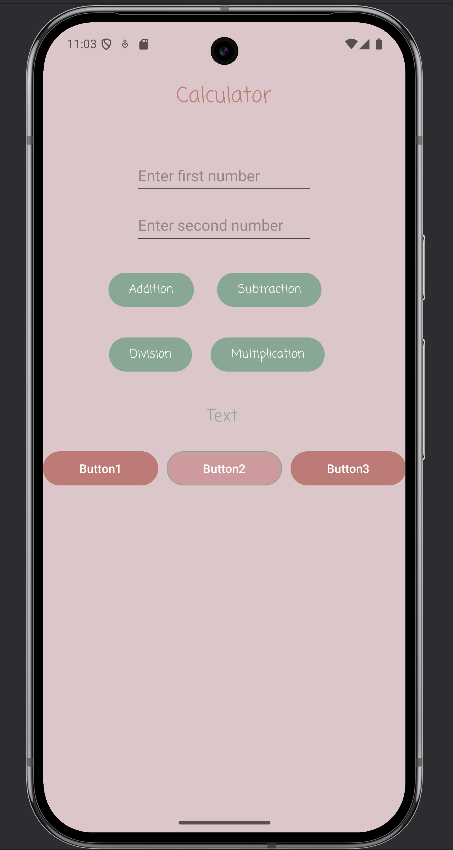 11:03
Calculator
Enter first number
Enter second number
Addition Subtraction
Division Multiplication
Text
Button1 Button2 Button3